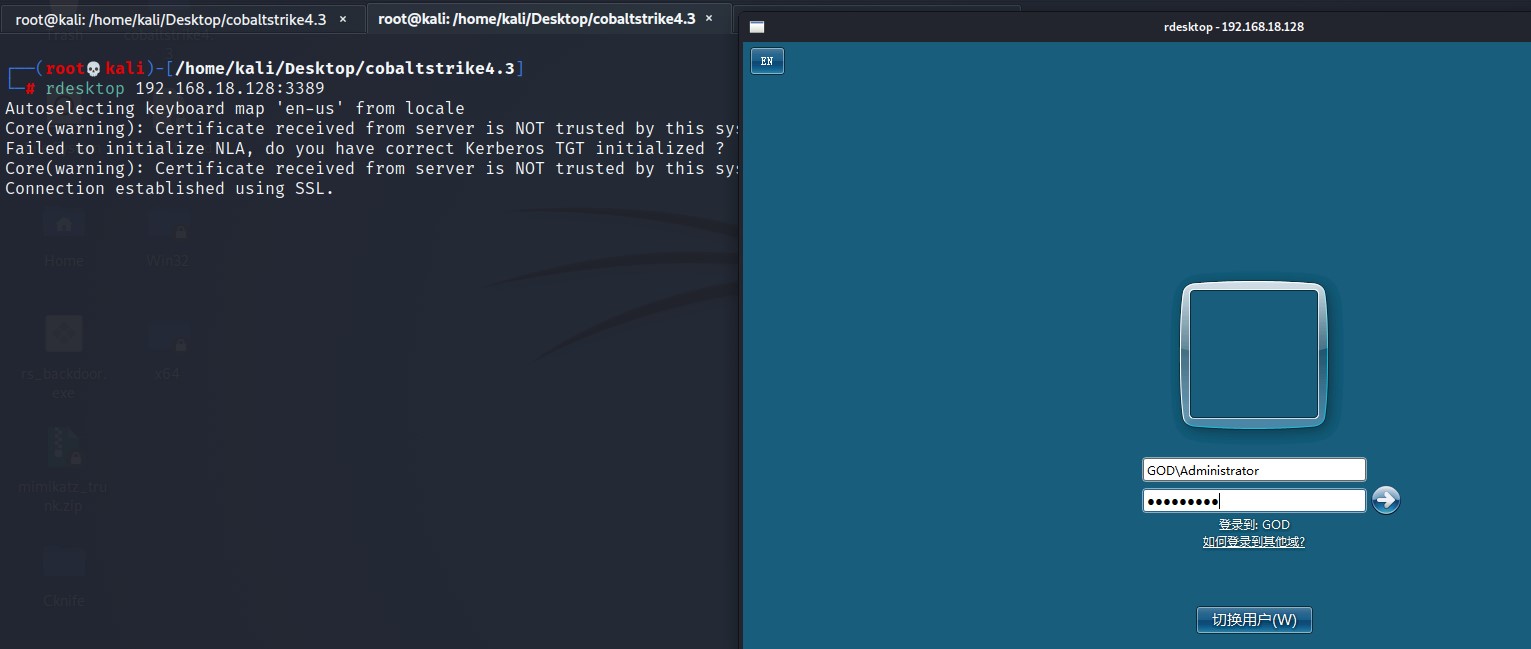 root@kali: /home/kali/Desktop/cobaltstrike4.3 ×
root@kali: /home/kali/Desktop/cobaltstrike4.3 ×
rdesktop - 192.168.18.128
Trash
cobaltstrike4.
EN
┌──(root💀kali)-[/home/kali/Desktop/cobaltstrike4.3]
└─# rdesktop 192.168.18.128:3389
Autoselecting keyboard map 'en-us' from locale
Core(warning): Certificate received from server is NOT trusted by this sys
Failed to initialize NLA, do you have correct Kerberos TGT initialized ?
Core(warning): Certificate received from server is NOT trusted by this sys
Connection established using SSL.
Home
Win32
rs_backdoor.
exe
x64
mimikatz_tru
nk.zip
Cknife
GOD\Administrator
•••••••••
登录到: GOD
如何登录到其他域?
切换用户(W)